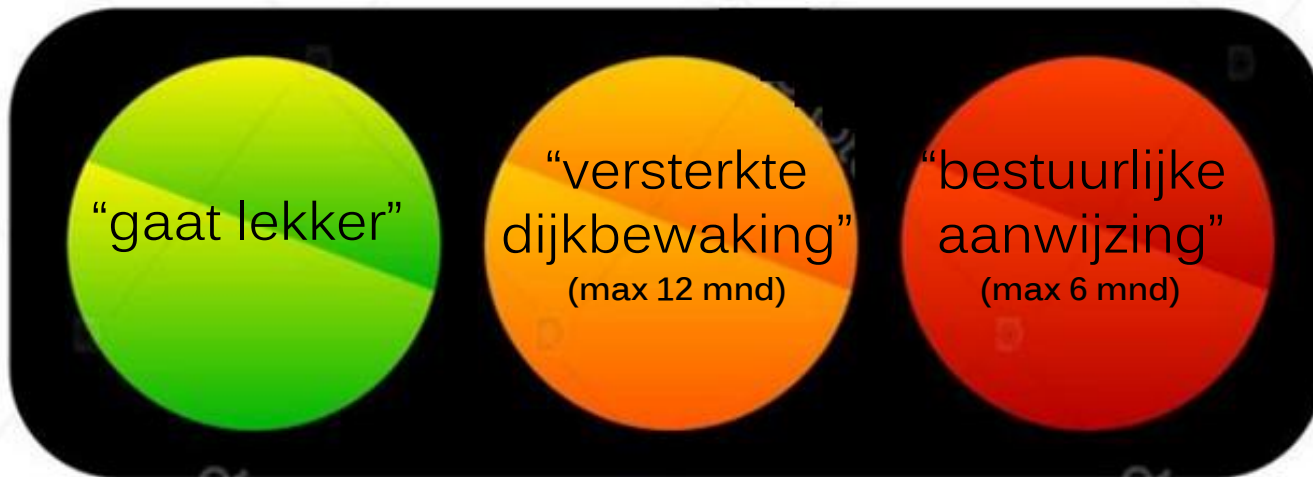 “gaat lekker”
“versterkte
dijkbewaking”
(max 12 mnd)
“bestuurlijke
aanwijzing”
(max 6 mnd)